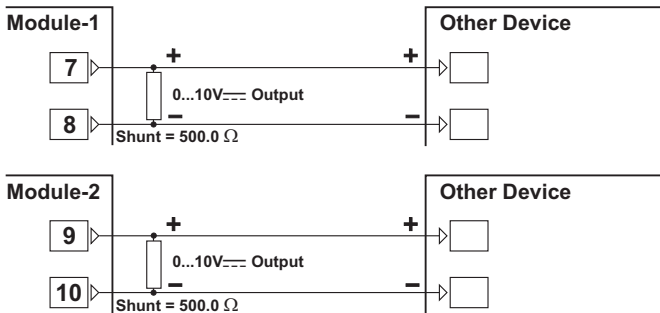 Module-1
Other Device
7
+
+
0...10V⎓ Output
8
−
−
Shunt = 500.0 Ω
Module-2
Other Device
9
+
+
0...10V⎓ Output
10
−
−
Shunt = 500.0 Ω